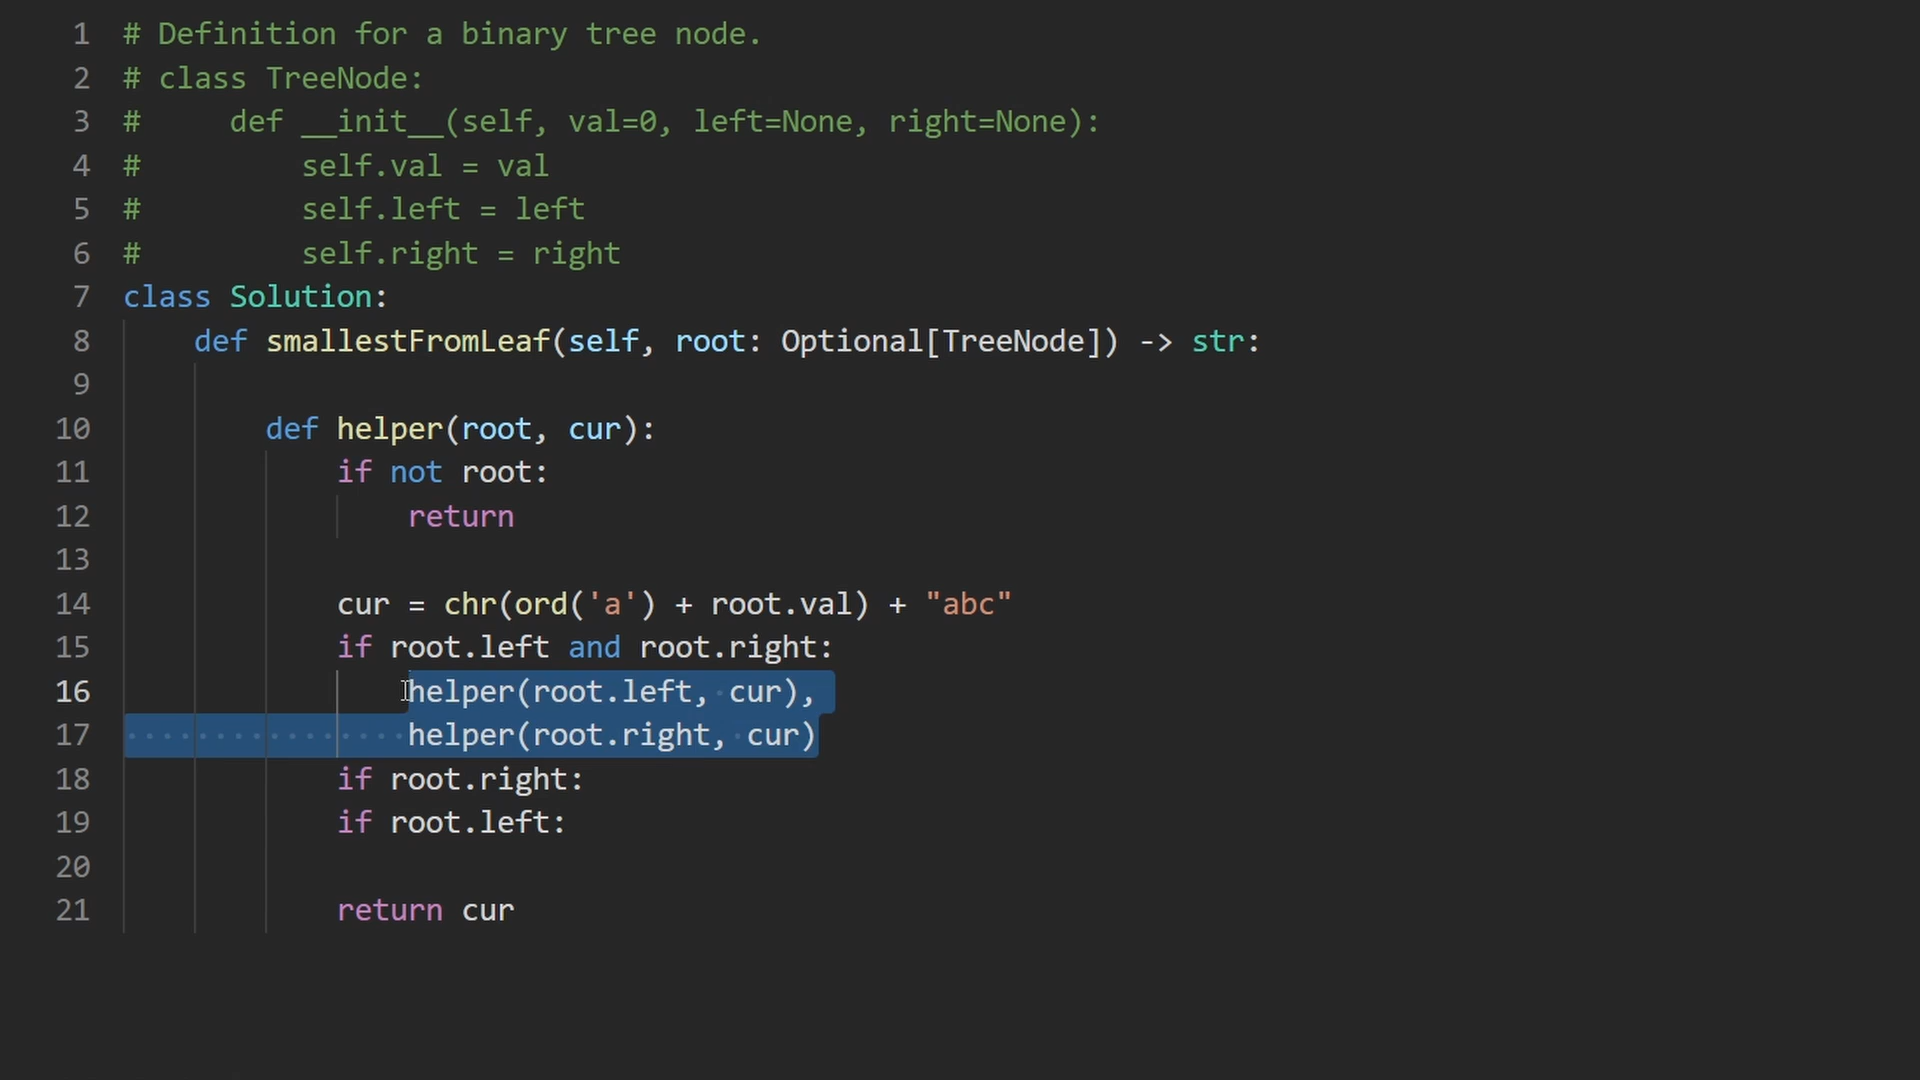 1 # Definition for a binary tree node.
2 # class TreeNode:
3 #     def __init__(self, val=0, left=None, right=None):
4 #         self.val = val
5 #         self.left = left
6 #         self.right = right
7 class Solution:
8     def smallestFromLeaf(self, root: Optional[TreeNode]) -> str:
9
10         def helper(root, cur):
11             if not root:
12                 return
13
14             cur = chr(ord('a') + root.val) + "abc"
15             if root.left and root.right:
16                 helper(root.left, cur),
17                 helper(root.right, cur)
18             if root.right:
19             if root.left:
20
21             return cur